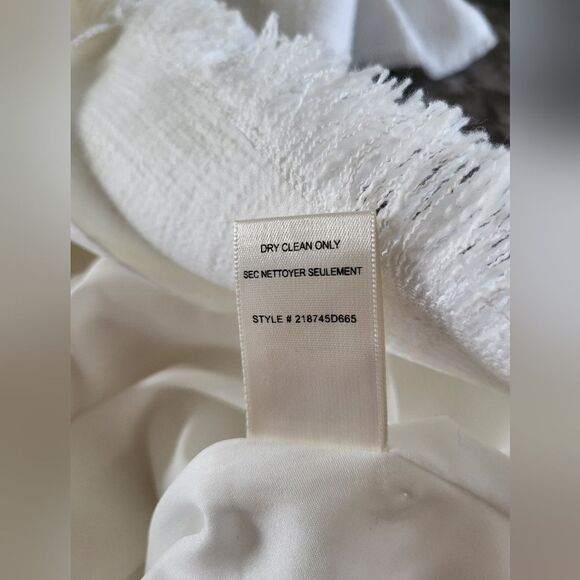 DRY CLEAN ONLY
SEC NETTOYER SEULEMENT
STYLE # 218745D665